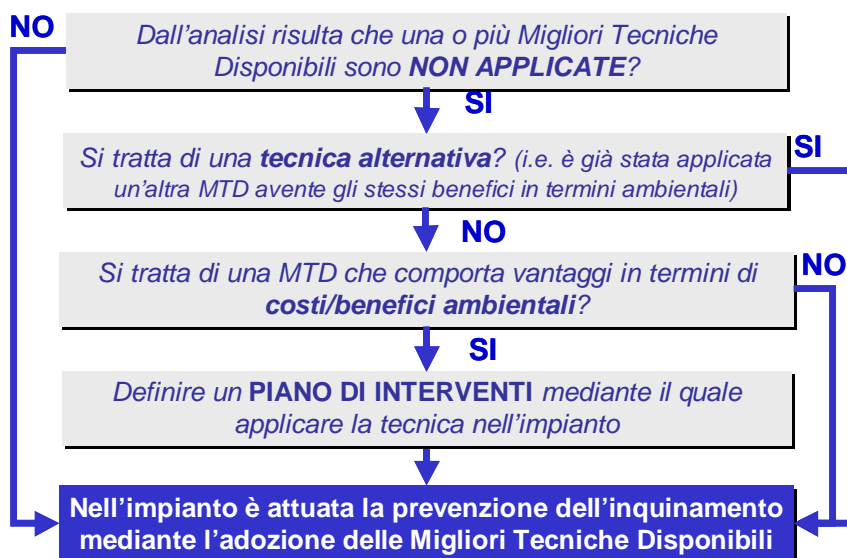 NO
Dall'analisi risulta che una o più Migliori Tecniche
Disponibili sono NON APPLICATE?
SI
Si tratta di una tecnica alternativa? (i.e. è già stata applicata
un'altra MTD avente gli stessi benefici in termini ambientali)
SI
NO
Si tratta di una MTD che comporta vantaggi in termini di
costi/benefici ambientali?
NO
SI
Definire un PIANO DI INTERVENTI mediante il quale
applicare la tecnica nell'impianto
Nell'impianto è attuata la prevenzione dell'inquinamento
mediante l'adozione delle Migliori Tecniche Disponibili